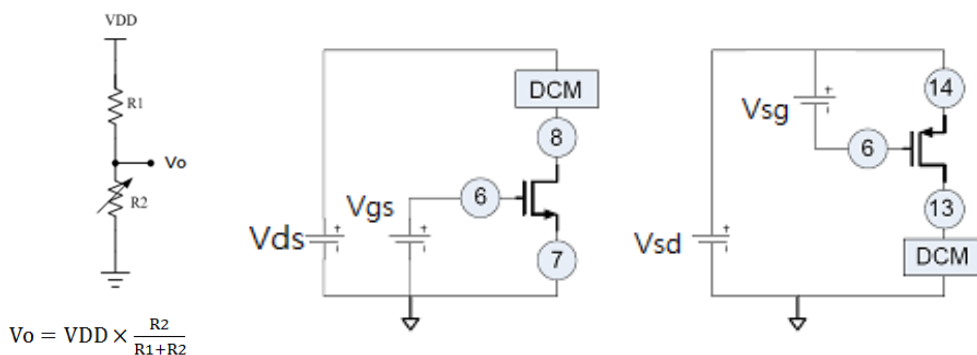 VDD
R1
Vo
R2
Vo = VDD × R2/(R1+R2)
DCM
8
6
Vgs
Vds
7
14
Vsg
6
13
Vsd
DCM